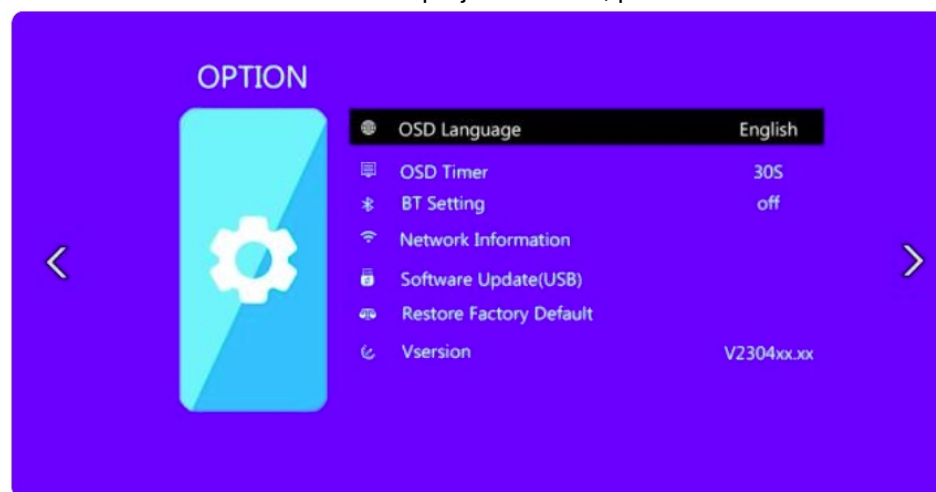 OPTION
OSD Language English
OSD Timer 30S
BT Setting off
Network Information
Software Update(USB)
Restore Factory Default
Vsersion V2304xx.xx